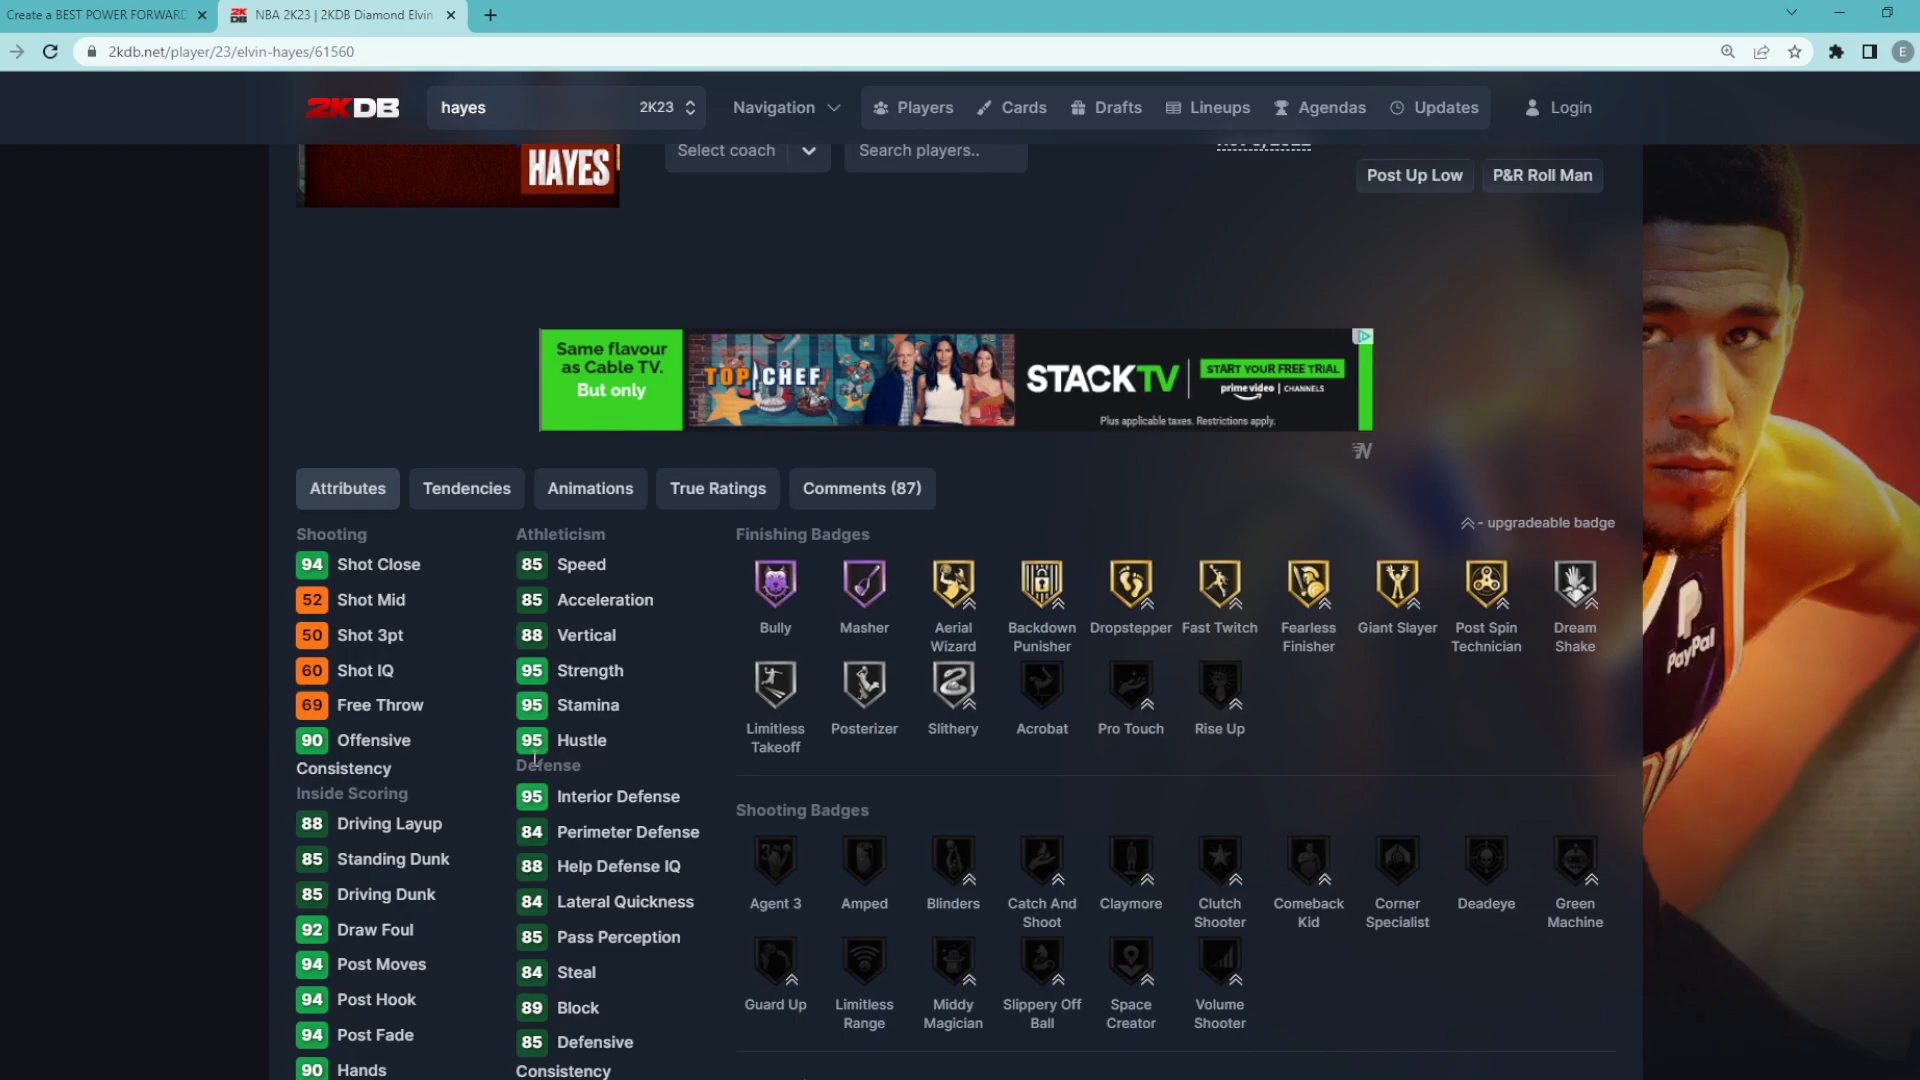 Create a BEST POWER FORWARD
NBA 2K23 | 2KDB Diamond Elvin
2kdb.net/player/23/elvin-hayes/61560
E
2KDB
hayes
2K23
Navigation
Players
Cards
Drafts
Lineups
Agendas
Updates
Login
HAYES
Select coach
Search players..
Post Up Low
P&R Roll Man
Same flavour
as Cable TV.
But only
TOP CHEF
STACKTV
START YOUR FREE TRIAL
prime video | CHANNELS
Plus applicable taxes. Restrictions apply.
Attributes
Tendencies
Animations
True Ratings
Comments (87)
- upgradeable badge
Shooting
94 Shot Close
52 Shot Mid
50 Shot 3pt
60 Shot IQ
69 Free Throw
90 Offensive
Consistency
Inside Scoring
88 Driving Layup
85 Standing Dunk
85 Driving Dunk
92 Draw Foul
94 Post Moves
94 Post Hook
94 Post Fade
90 Hands
Athleticism
85 Speed
85 Acceleration
88 Vertical
95 Strength
95 Stamina
95 Hustle
Defense
95 Interior Defense
84 Perimeter Defense
88 Help Defense IQ
84 Lateral Quickness
85 Pass Perception
84 Steal
89 Block
85 Defensive
Consistency
Finishing Badges
Bully
Masher
Aerial
Wizard
Backdown
Punisher
Dropstepper
Fast Twitch
Fearless
Finisher
Giant Slayer
Post Spin
Technician
Dream
Shake
Limitless
Takeoff
Posterizer
Slithery
Acrobat
Pro Touch
Rise Up
Shooting Badges
Agent 3
Amped
Blinders
Catch And
Shoot
Claymore
Clutch
Shooter
Comeback
Kid
Corner
Specialist
Deadeye
Green
Machine
Guard Up
Limitless
Range
Middy
Magician
Slippery Off
Ball
Space
Creator
Volume
Shooter
PayPal